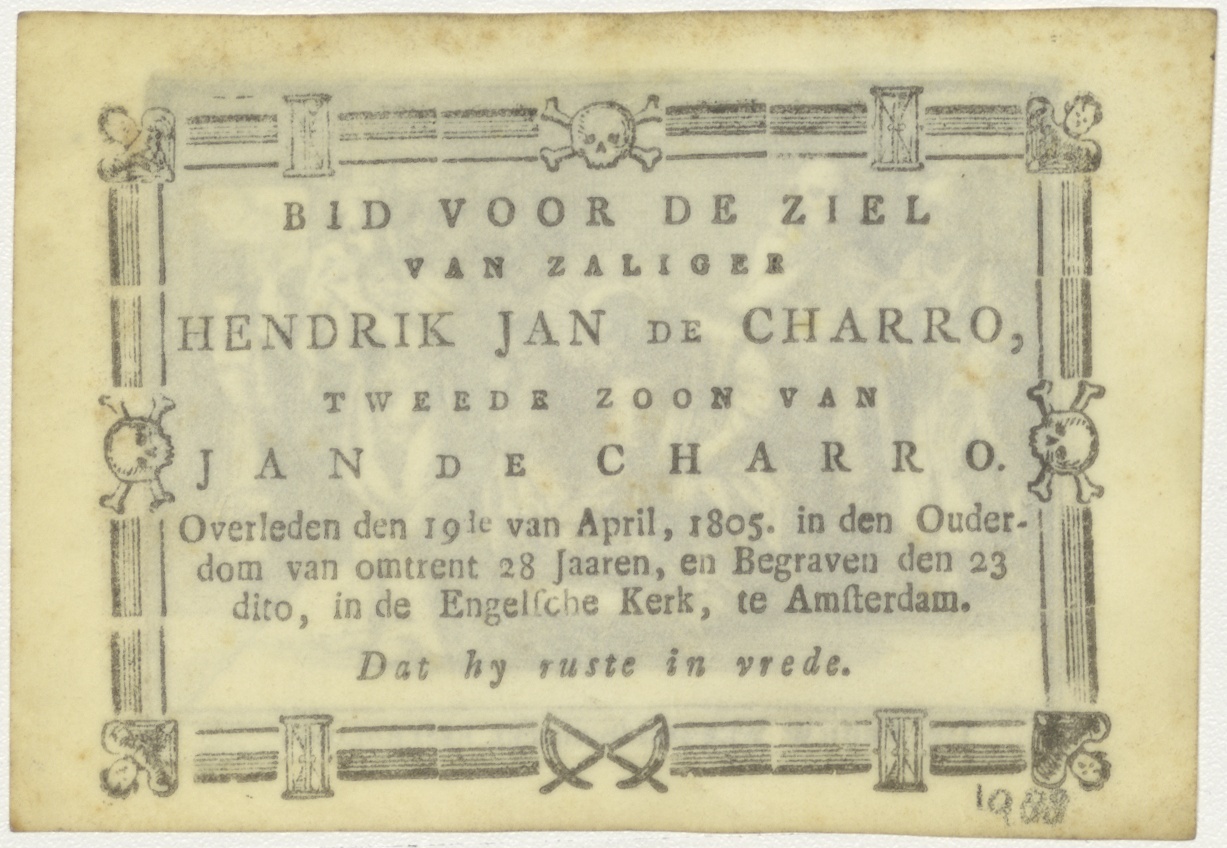 BID VOOR DE ZIEL
VAN ZALIGER
HENDRIK JAN DE CHARRO,
TWEEDE ZOON VAN
JAN DE CHARRO.
Overleden den 19de van April, 1805. in den Ouder-
dom van omtrent 28 Jaaren, en Begraven den 23
dito, in de Engelſche Kerk, te Amſterdam.
Dat hy ruste in vrede.